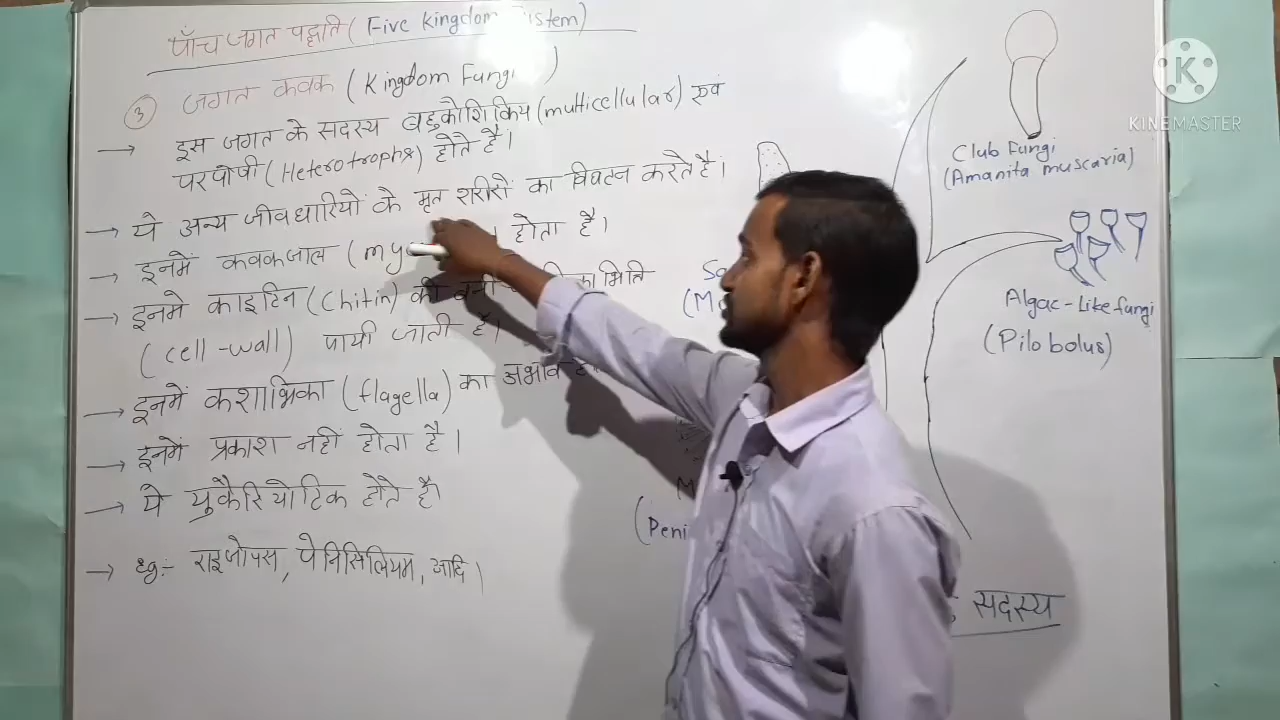 पाँच जगत पद्धति ( Five Kingdom System )
③ जगत कवक ( Kingdom Fungi )
→ इस जगत के सदस्य बहुकोशिकिय (multicellular) एवं
परपोषी (Heterotrophs) होते है।
→ ये अन्य जीवधारियों के मृत शरीरों का विघटन करते है।
→ इनमें कवकजाल ( होता है।
→ इनमे काइटिन (Chitin) की भिति
( cell-wall) पायी जाती है।
→ इनमें कशाभिका ( flagella) का अभाव
→ इनमें प्रकाश नहीं होता है ।
→ ये युकैरियोटिक होते है।
→ eg:- राइजोपस, पेनिसिलियम, आदि ।
Club Fungi
(Amanita muscaria)
Algae-Like fungi
(Pilobolus)
सदस्य
KINEMASTER